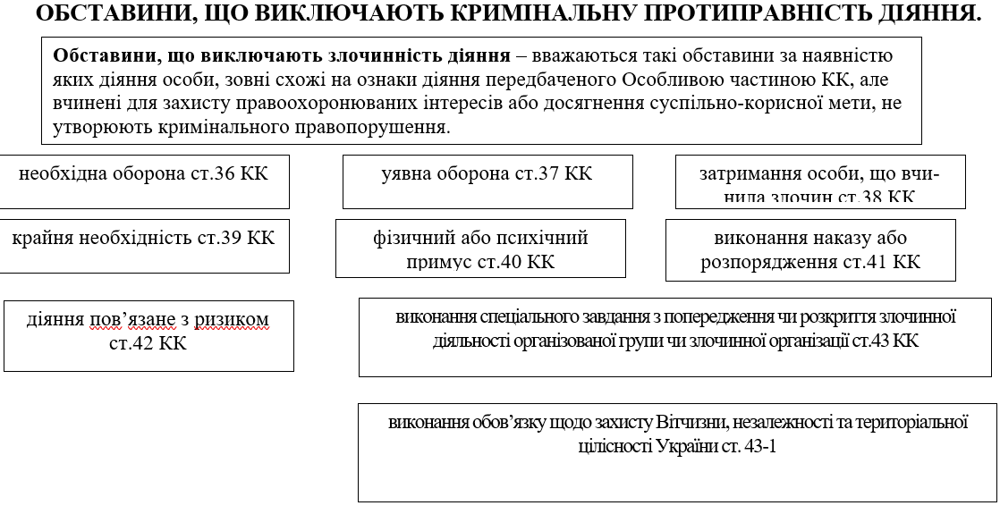 ОБСТАВИНИ, ЩО ВИКЛЮЧАЮТЬ КРИМІНАЛЬНУ ПРОТИПРАВНІСТЬ ДІЯННЯ.
Обставини, що виключають злочинність діяння – вважаються такі обставини за наявністю
яких діяння особи, зовні схожі на ознаки діяння передбаченого Особливою частиною КК, але
вчинені для захисту правоохоронюваних інтересів або досягнення суспільно-корисної мети, не
утворюють кримінального правопорушення.
необхідна оборона ст.36 КК
уявна оборона ст.37 КК
затримання особи, що вчи-
нила злочин ст.38 КК
крайня необхідність ст.39 КК
фізичний або психічний
примус ст.40 КК
виконання наказу або
розпорядження ст.41 КК
діяння пов’язане з ризиком
ст.42 КК
виконання спеціального завдання з попередження чи розкриття злочинної
діяльності організованої групи чи злочинної організації ст.43 КК
виконання обов’язку щодо захисту Вітчизни, незалежності та територіальної
цілісності України ст. 43-1